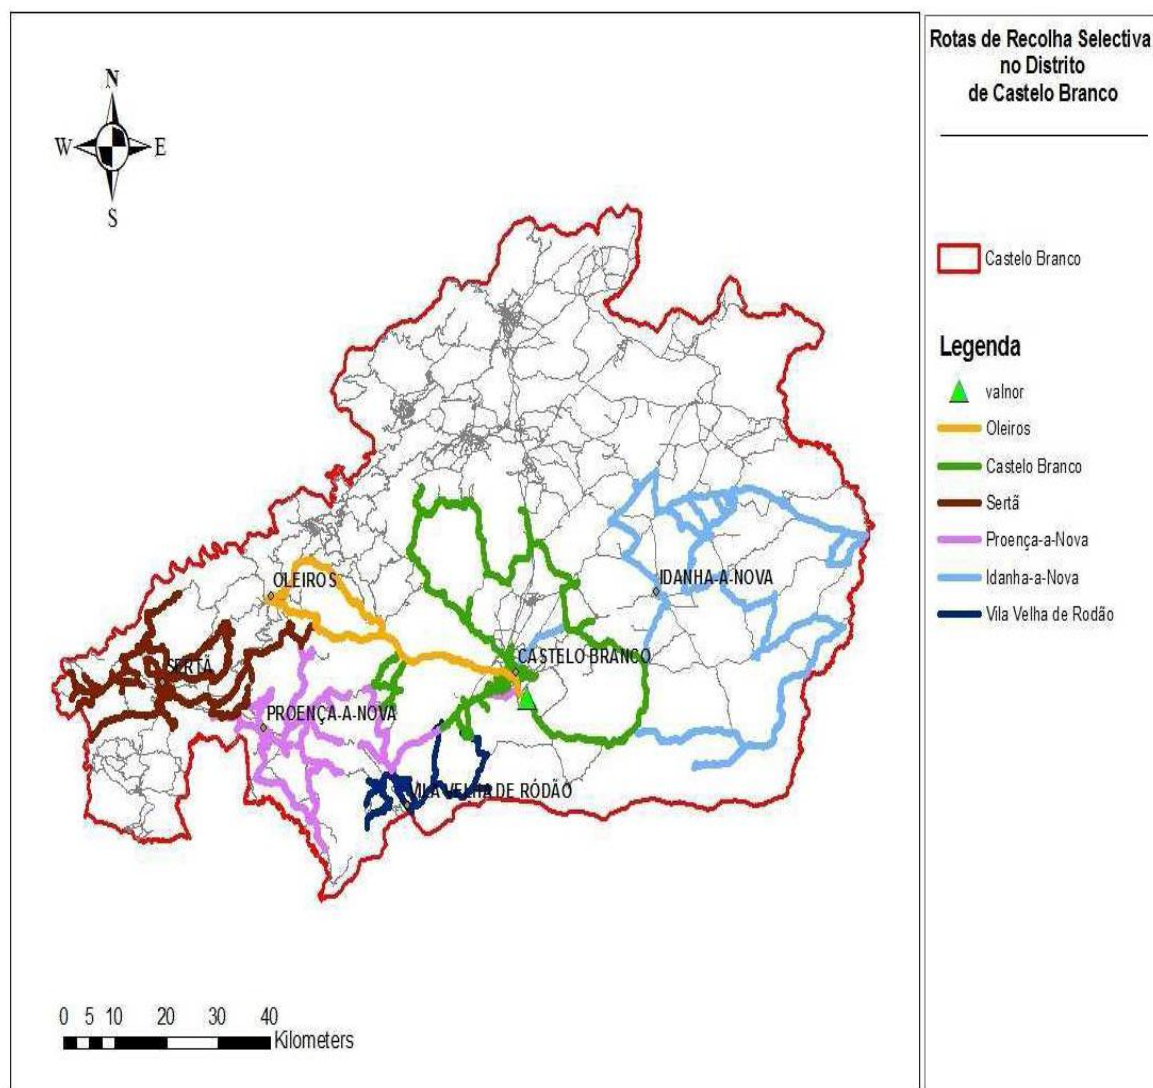 Rotas de Recolha Selectiva
no Distrito
de Castelo Branco
Castelo Branco
Legenda
valnor
Oleiros
Castelo Branco
Sertã
Proença-a-Nova
Idanha-a-Nova
Vila Velha de Rodão
N
W
E
S
OLEIROS
IDANHA-A-NOVA
CASTELO BRANCO
SERTÃ
PROENÇA-A-NOVA
VILA VELHA DE RÓDÃO
0 5 10 20 30 40
Kilometers